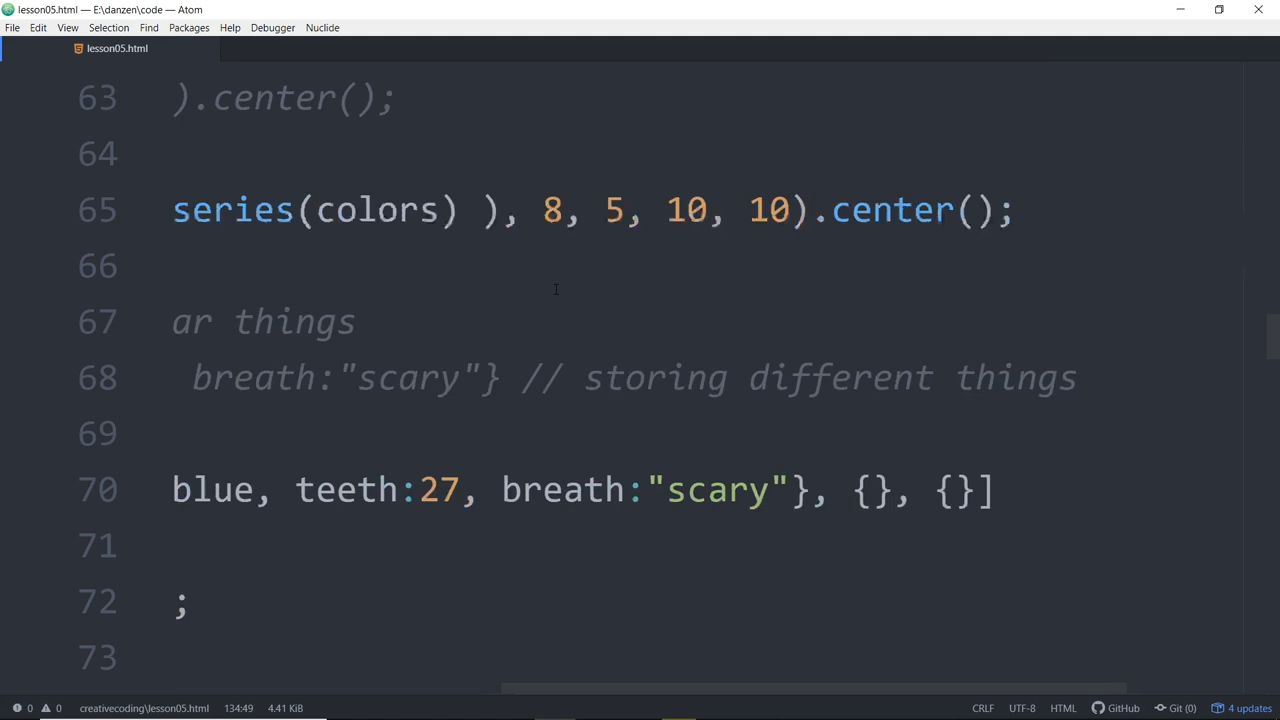 lesson05.html — E:\danzen\code — Atom
File Edit View Selection Find Packages Help Debugger Nuclide
lesson05.html
63 ).center();
64
65 series(colors) ), 8, 5, 10, 10).center();
66
67 ar things
68 breath:"scary"} // storing different things
69
70 blue, teeth:27, breath:"scary"}, {}, {}]
71
72 ;
73
0 0 creativecoding\lesson05.html 134:49 4.41 KiB CRLF UTF-8 HTML GitHub Git (0) 4 updates